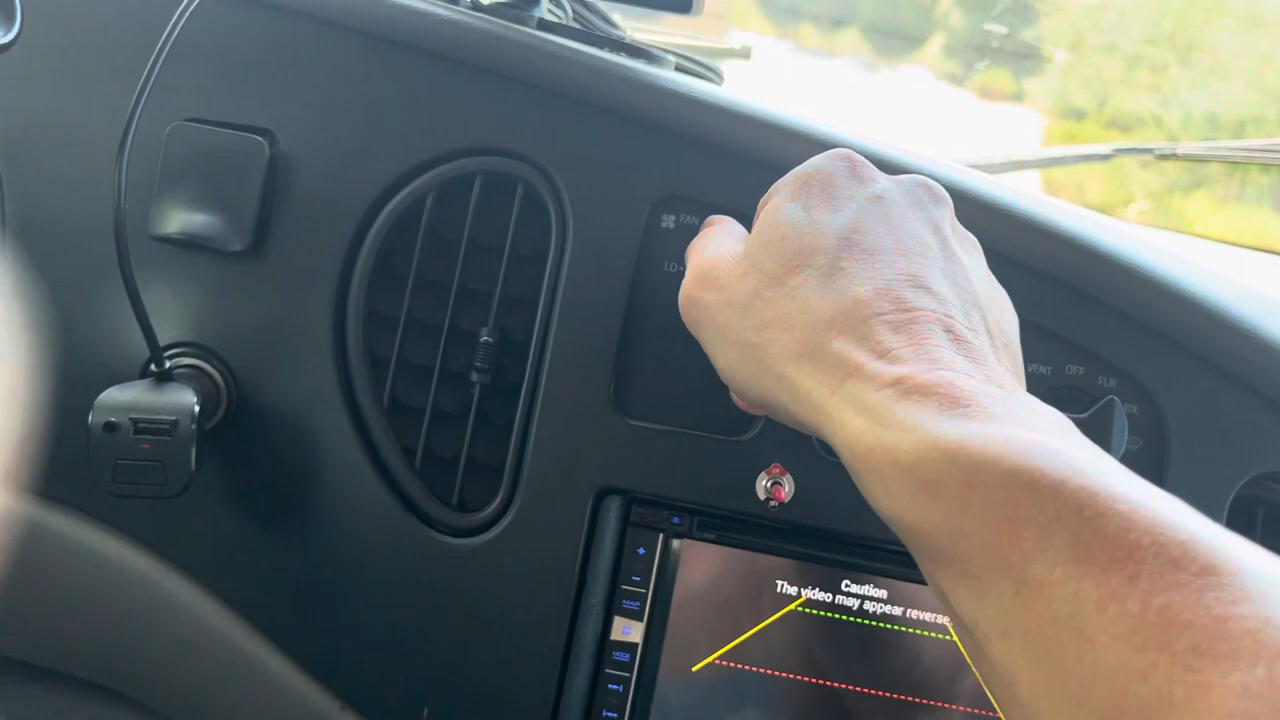 FAN
LO
VENT
OFF
FLR
Caution
The video may appear reverse
MAP
MODE